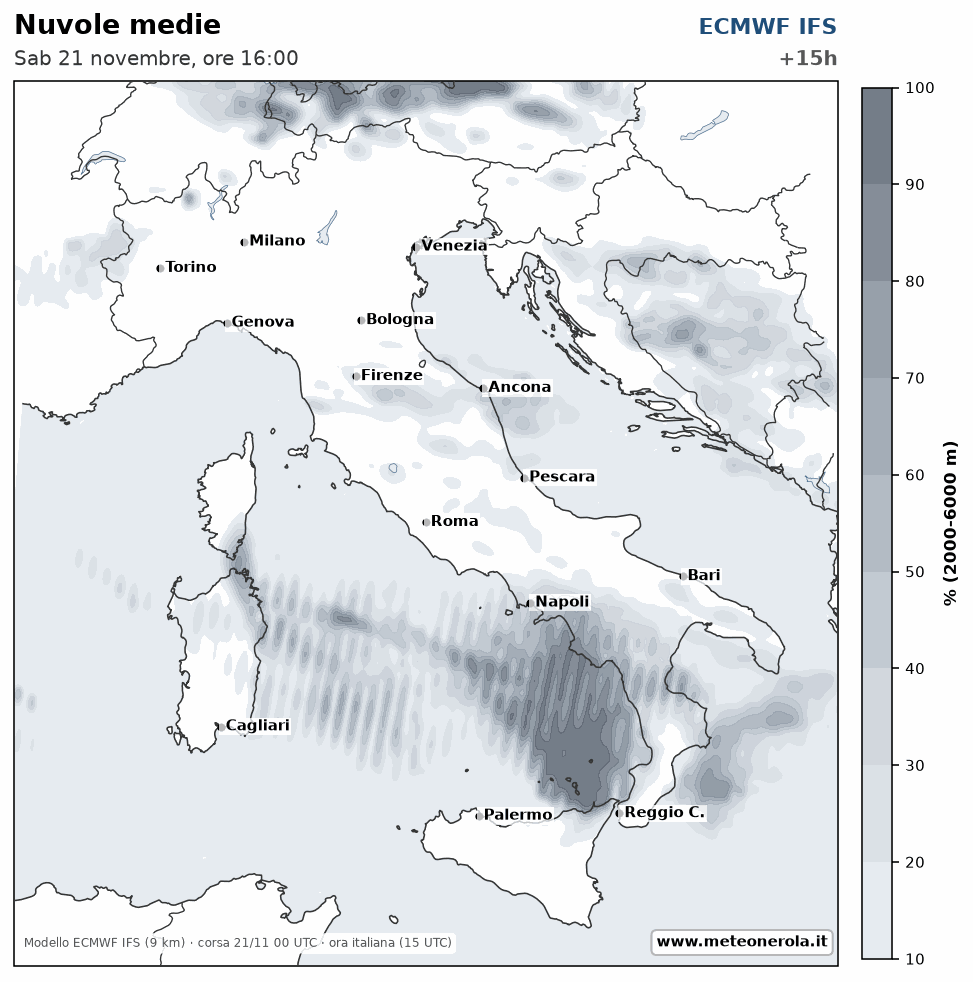 Nuvole medie
ECMWF IFS
Sab 21 novembre, ore 16:00
+15h
100
90
80
70
60
50
40
30
20
10
% (2000-6000 m)
Milano
Venezia
Torino
Genova
Bologna
Firenze
Ancona
Pescara
Roma
Bari
Napoli
Cagliari
Palermo
Reggio C.
Modello ECMWF IFS (9 km) · corsa 21/11 00 UTC · ora italiana (15 UTC)
www.meteonerola.it